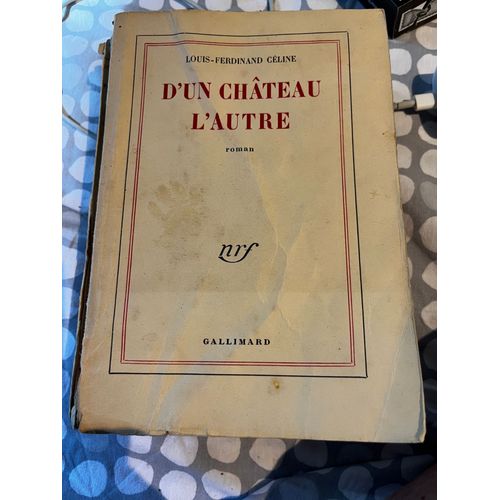 LOUIS-FERDINAND CÉLINE
D'UN CHÂTEAU
L'AUTRE
roman
nrf
GALLIMARD